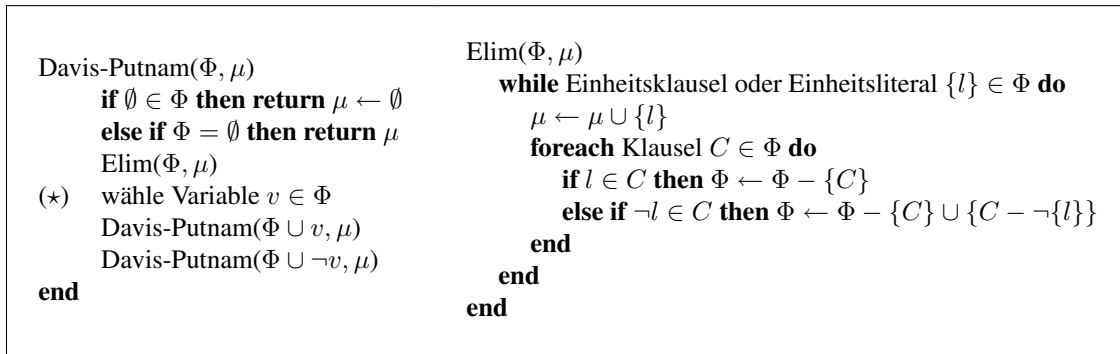 Davis-Putnam(Φ, μ)
if ∅ ∈ Φ then return μ ← ∅
else if Φ = ∅ then return μ
Elim(Φ, μ)
(⋆) wähle Variable v ∈ Φ
Davis-Putnam(Φ ∪ v, μ)
Davis-Putnam(Φ ∪ ¬v, μ)
end
Elim(Φ, μ)
while Einheitsklausel oder Einheitsliteral {l} ∈ Φ do
μ ← μ ∪ {l}
foreach Klausel C ∈ Φ do
if l ∈ C then Φ ← Φ − {C}
else if ¬l ∈ C then Φ ← Φ − {C} ∪ {C − ¬{l}}
end
end
end